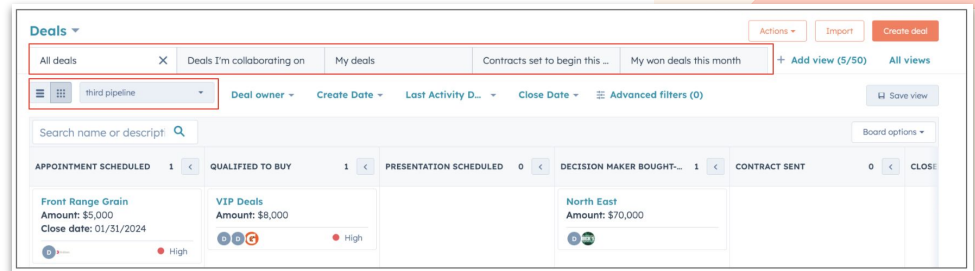 Deals
Actions Import Create deal
All deals X Deals I'm collaborating on My deals Contracts set to begin this ... My won deals this month + Add view (5/50) All views
third pipeline Deal owner Create Date Last Activity D... Close Date Advanced filters (0) Save view
Search name or descripti Board options
APPOINTMENT SCHEDULED 1 < QUALIFIED TO BUY 1 < PRESENTATION SCHEDULED 0 < DECISION MAKER BOUGHT-... 1 < CONTRACT SENT 0 < CLOSE
Front Range Grain VIP Deals North East
Amount: $5,000 Amount: $8,000 Amount: $70,000
Close date: 01/31/2024
D D G High D
D High